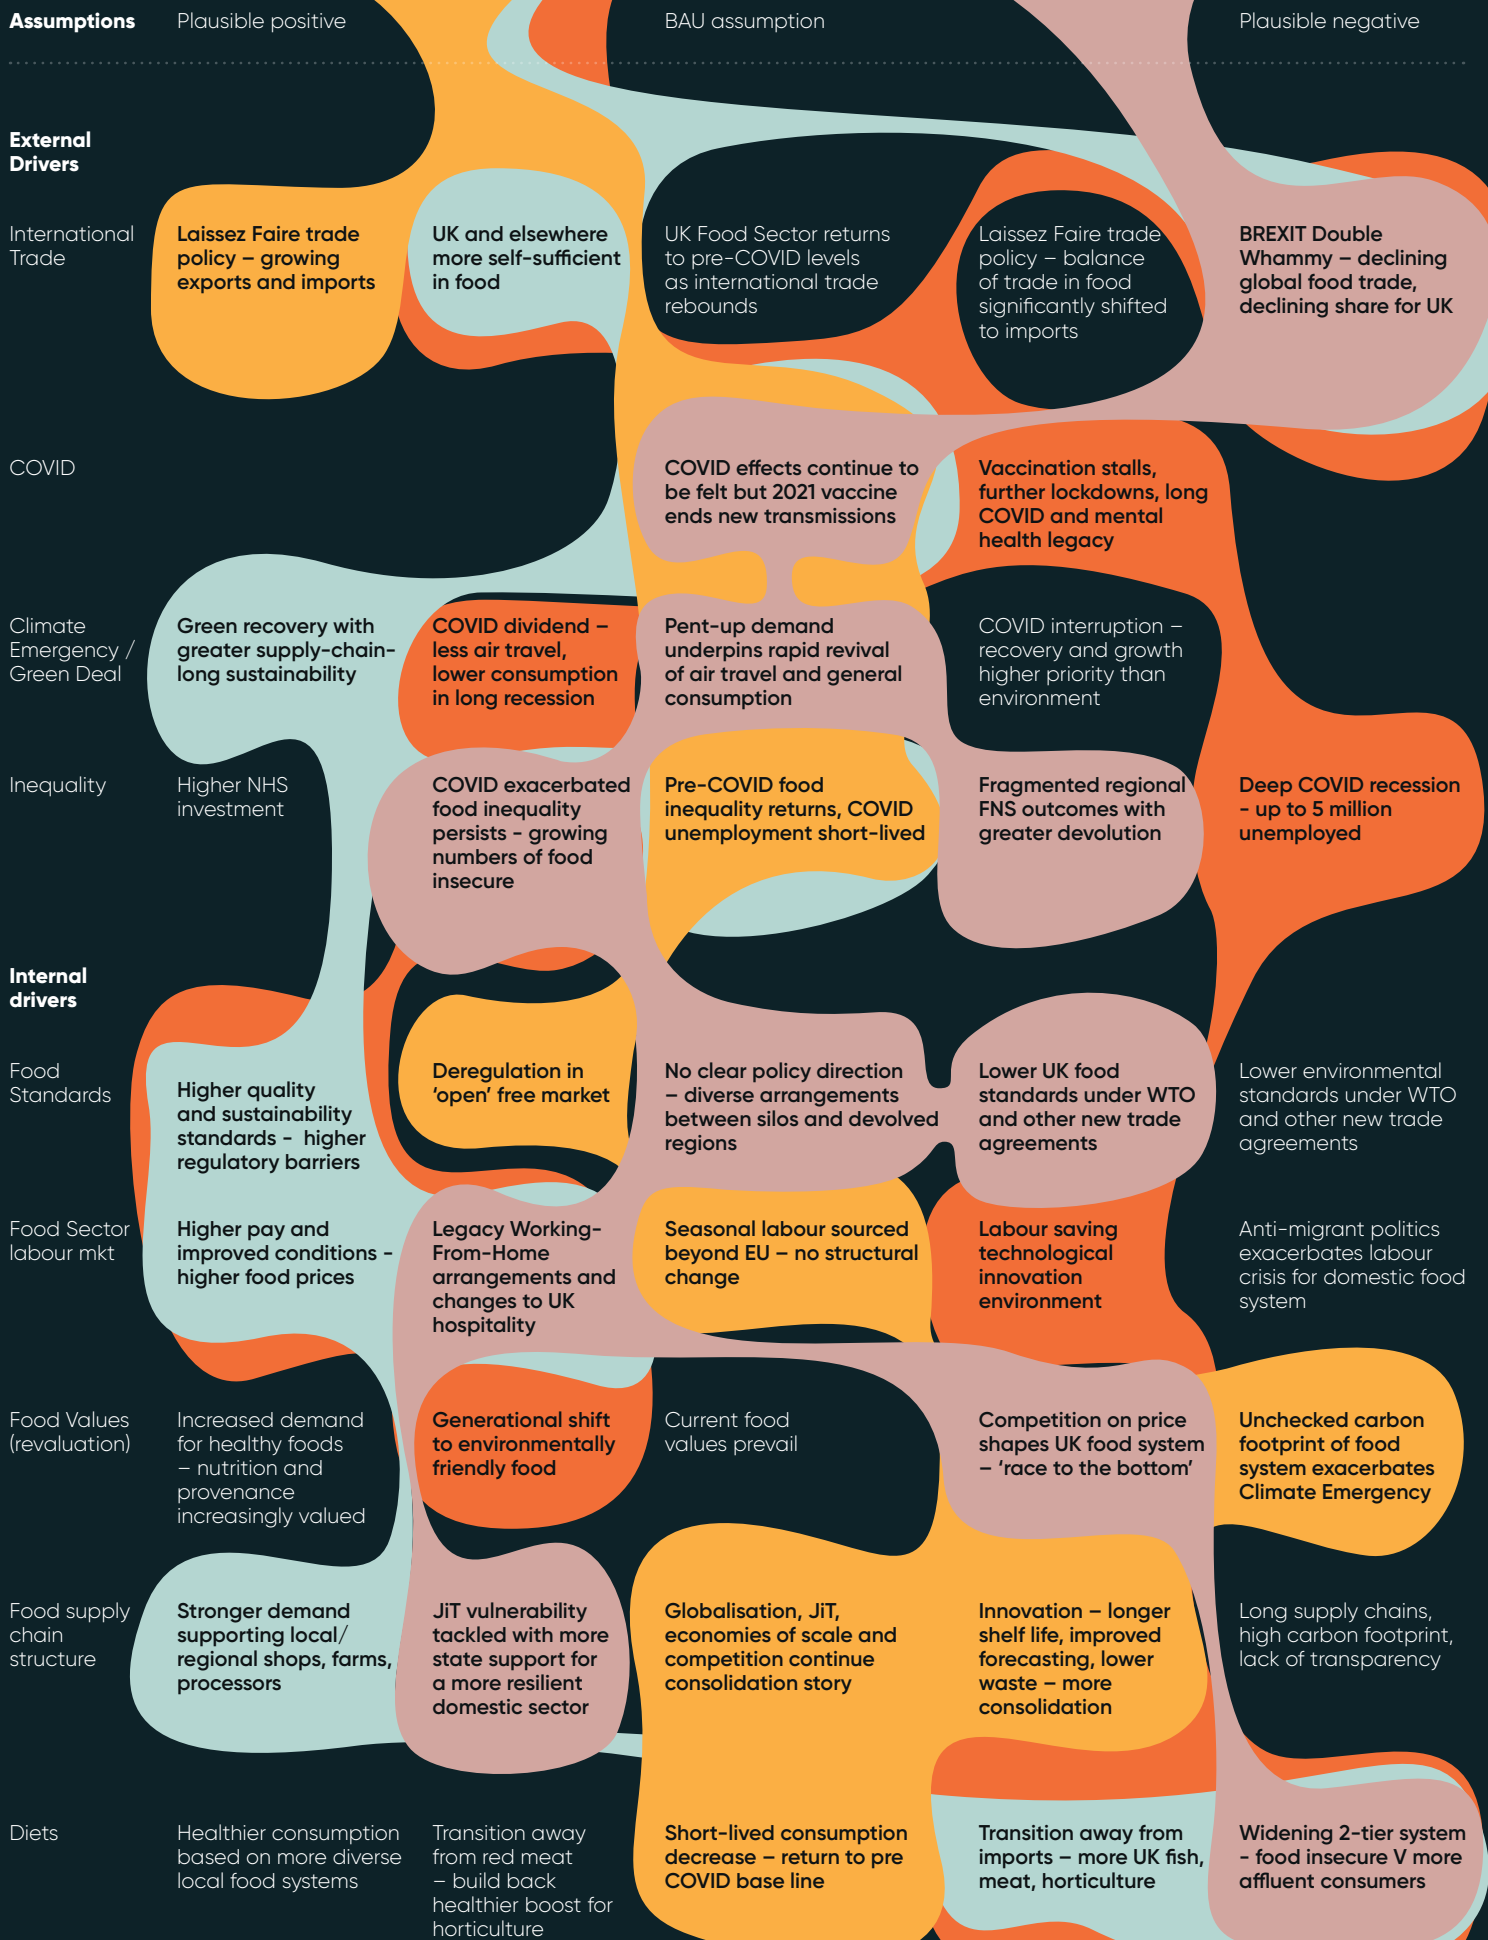 Assumptions
Plausible positive
BAU assumption
Plausible negative
External
Drivers
International
Trade
Laissez Faire trade
policy – growing
exports and imports
UK and elsewhere
more self-sufficient
in food
UK Food Sector returns
to pre-COVID levels
as international trade
rebounds
Laissez Faire trade
policy – balance
of trade in food
significantly shifted
to imports
BREXIT Double
Whammy – declining
global food trade,
declining share for UK
COVID
COVID effects continue to
be felt but 2021 vaccine
ends new transmissions
Vaccination stalls,
further lockdowns, long
COVID and mental
health legacy
Climate
Emergency /
Green Deal
Green recovery with
greater supply-chain-
long sustainability
COVID dividend –
less air travel,
lower consumption
in long recession
Pent-up demand
underpins rapid revival
of air travel and general
consumption
COVID interruption –
recovery and growth
higher priority than
environment
Inequality
Higher NHS
investment
COVID exacerbated
food inequality
persists - growing
numbers of food
insecure
Pre-COVID food
inequality returns, COVID
unemployment short-lived
Fragmented regional
FNS outcomes with
greater devolution
Deep COVID recession
- up to 5 million
unemployed
Internal
drivers
Food
Standards
Higher quality
and sustainability
standards -  higher
regulatory barriers
Deregulation in
‘open’ free market
No clear policy direction
– diverse arrangements
between silos and devolved
regions
Lower UK food
standards under WTO
and other new trade
agreements
Lower environmental
standards under WTO
and other new trade
agreements
Food Sector
labour mkt
Higher pay and
improved conditions -
higher food prices
Legacy Working-
From-Home
arrangements and
changes to UK
hospitality
Seasonal labour sourced
beyond EU – no structural
change
Labour saving
technological
innovation
environment
Anti-migrant politics
exacerbates labour
crisis for domestic food
system
Food Values
(revaluation)
Increased demand
for healthy foods
– nutrition and
provenance
increasingly valued
Generational shift
to environmentally
friendly food
Current food
values prevail
Competition on price
shapes UK food system
– ‘race to the bottom’
Unchecked carbon
footprint of food
system exacerbates
Climate Emergency
Food supply
chain
structure
Stronger demand
supporting local/
regional shops, farms,
processors
JiT vulnerability
tackled with more
state support for
a more resilient
domestic sector
Globalisation, JiT,
economies of scale and
competition continue
consolidation story
Innovation – longer
shelf life, improved
forecasting, lower
waste – more
consolidation
Long supply chains,
high carbon footprint,
lack of transparency
Diets
Healthier consumption
based on more diverse
local food systems
Transition away
from red meat
– build back
healthier boost for
horticulture
Short-lived consumption
decrease – return to pre
COVID base line
Transition away from
imports – more UK fish,
meat, horticulture
Widening 2-tier system
- food insecure V more
affluent consumers